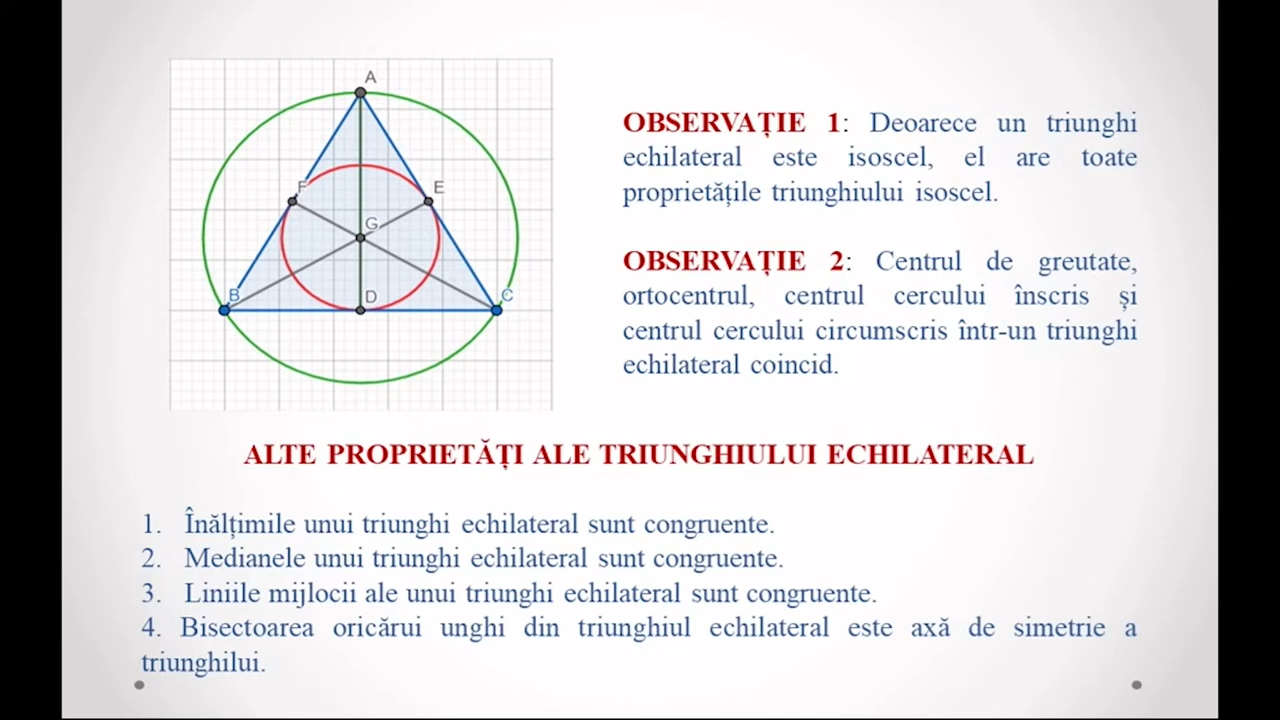 A
F
E
G
B
D
C
OBSERVAȚIE 1: Deoarece un triunghi
echilateral este isoscel, el are toate
proprietățile triunghiului isoscel.
OBSERVAȚIE 2: Centrul de greutate,
ortocentrul, centrul cercului înscris și
centrul cercului circumscris într-un triunghi
echilateral coincid.
ALTE PROPRIETĂȚI ALE TRIUNGHIULUI ECHILATERAL
1. Înălțimile unui triunghi echilateral sunt congruente.
2. Medianele unui triunghi echilateral sunt congruente.
3. Liniile mijlocii ale unui triunghi echilateral sunt congruente.
4. Bisectoarea oricărui unghi din triunghiul echilateral este axă de simetrie a
triunghilui.